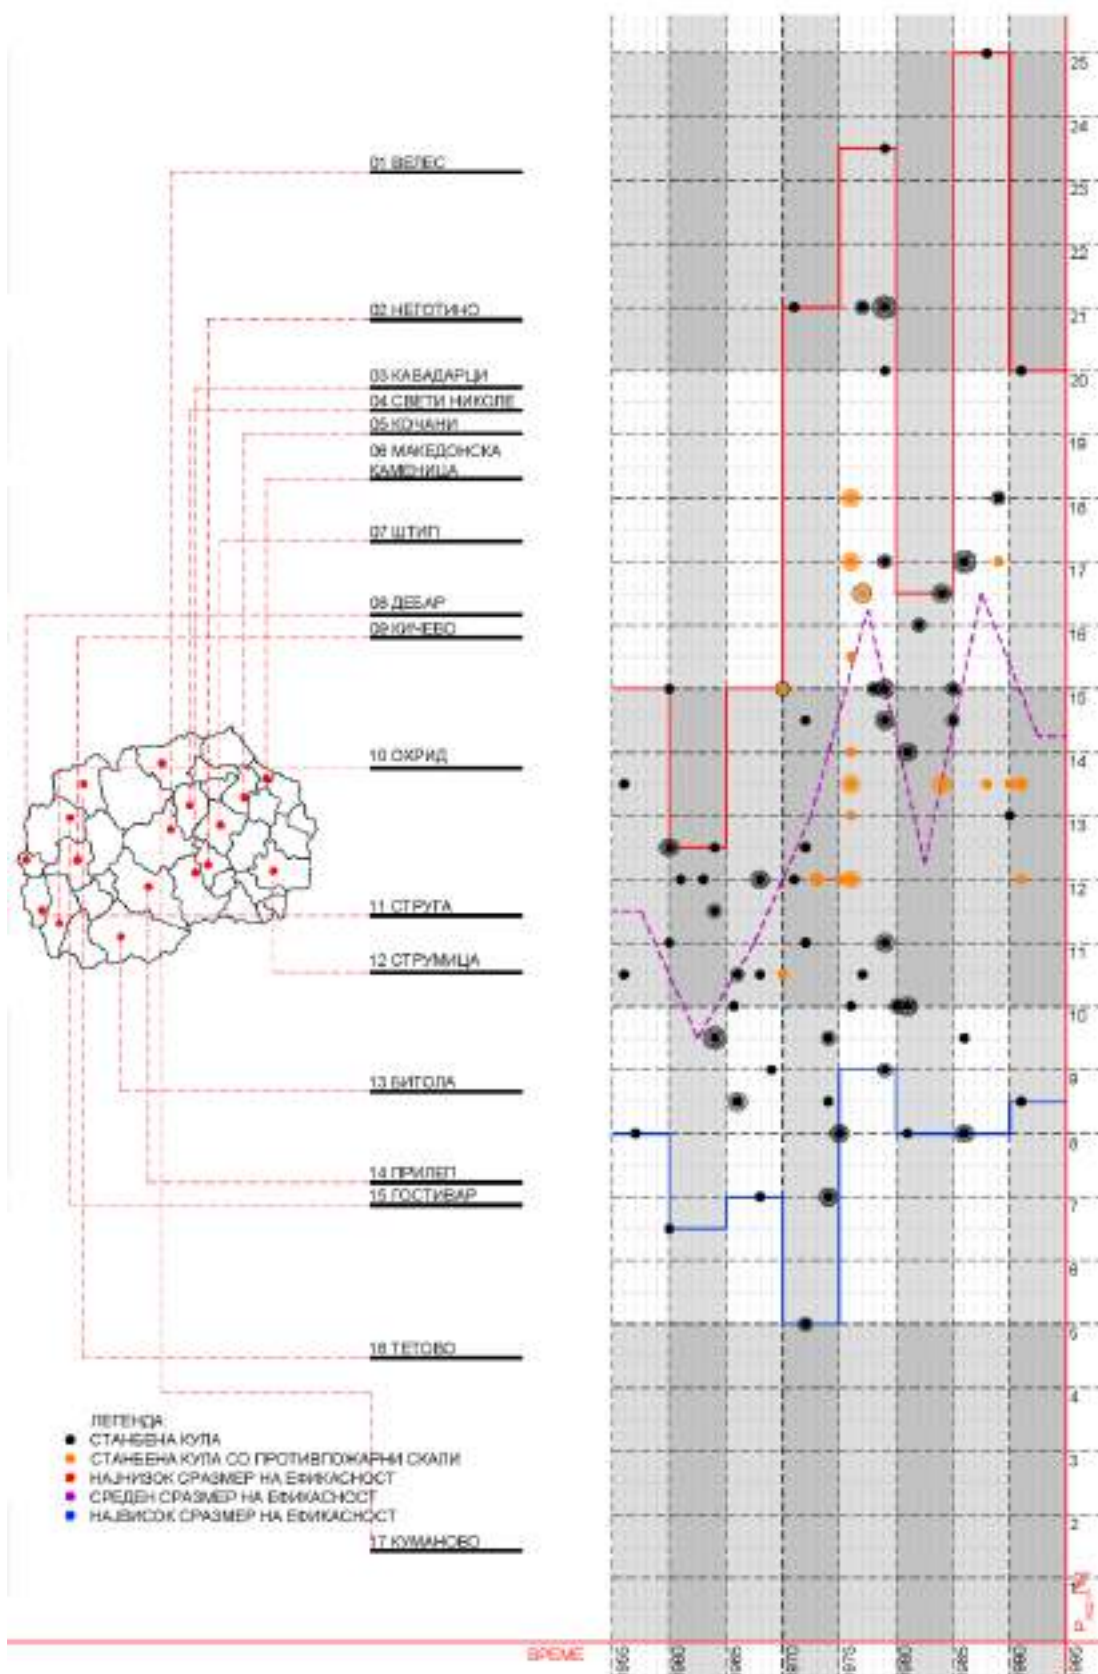 01 ВЕЛЕС
02 НЕГОТИНО
03 КАВАДАРЦИ
04 СВЕТИ НИКОЛЕ
05 КОЧАНИ
06 МАКЕДОНСКА
КАМЕНИЦА
07 ШТИП
08 ДЕБАР
09 КИЧЕВО
10 ОХРИД
11 СТРУГА
12 СТРУМИЦА
13 БИТОЛА
14 ПРИЛЕП
15 ГОСТИВАР
16 ТЕТОВО
ЛЕГЕНДА
СТАНБЕНА КУЛА
СТАНБЕНА КУЛА СО ПРОТИВПОЖАРНИ СКАЛИ
НАЈНИЗОК СРАЗМЕР НА ЕФИКАСНОСТ
СРЕДЕН СРАЗМЕР НА ЕФИКАСНОСТ
НАЈВИСОК СРАЗМЕР НА ЕФИКАСНОСТ
17 КУМАНОВО
25
24
23
22
21
20
19
18
17
16
15
14
13
12
11
10
9
8
7
6
5
4
3
2
1
ВРЕМЕ